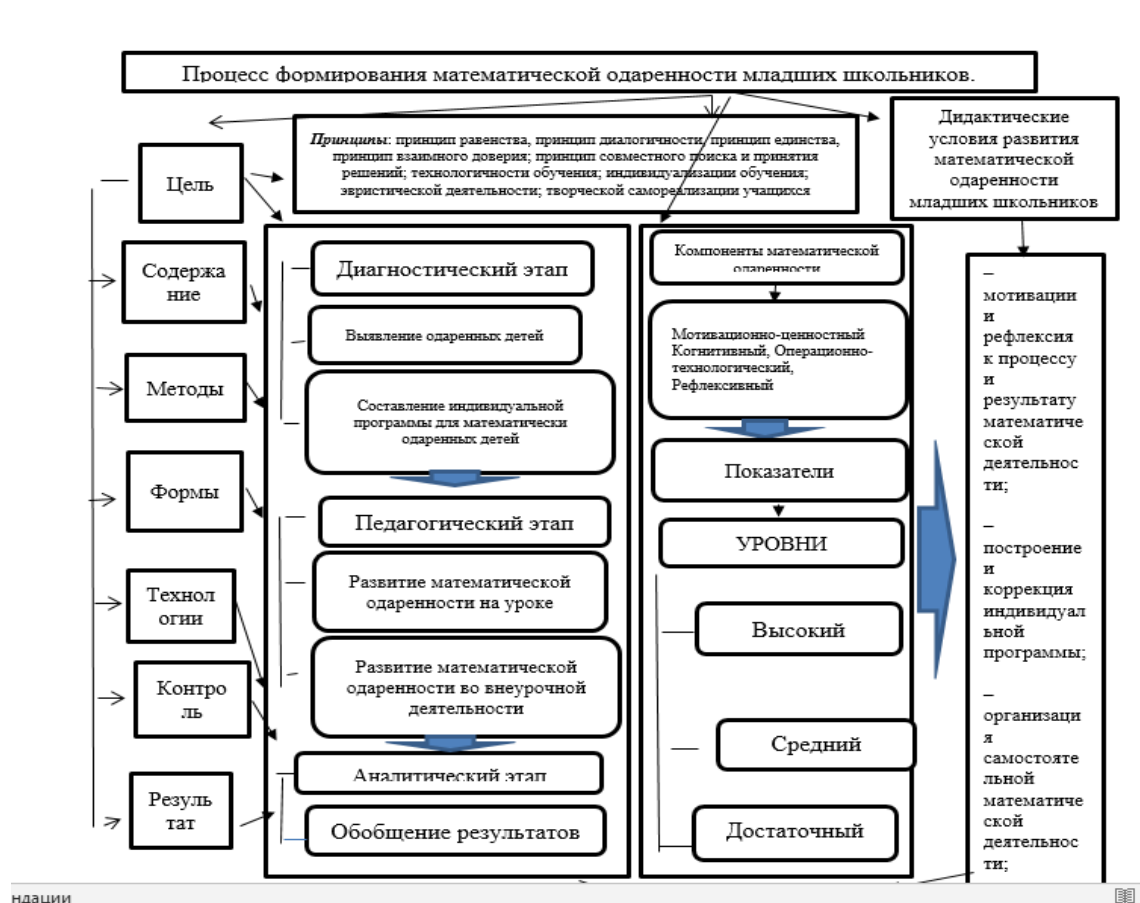 Процесс формирования математической одаренности младших школьников.
Принципы: принцип равенства, принцип диалогичности, принцип единства,
принцип взаимного доверия; принцип совместного поиска и принятия
решений; технологичности обучения; индивидуализации обучения;
эвристической деятельности; творческой самореализации учащихся
Дидактические
условия развития
математической
одаренности
младших школьников
Цель
Содержа
ние
Методы
Формы
Технол
огии
Контро
ль
Резуль
тат
Диагностический этап
Выявление одаренных детей
Составление индивидуальной
программы для математически
одаренных детей
Педагогический этап
Развитие математической
одаренности на уроке
Развитие математической
одаренности во внеурочной
деятельности
Аналитический этап
Обобщение результатов
Компоненты математической
одаренности
Мотивационно-ценностный
Когнитивный, Операционно-
технологический,
Рефлексивный
Показатели
УРОВНИ
Высокий
Средний
Достаточный
–
мотивации
и
рефлексия
к процессу
и
результату
математиче
ской
деятельнос
ти;
–
построение
и
коррекция
индивидуал
ьной
программы;
–
организаци
я
самостояте
льной
математиче
ской
деятельнос
ти;
ндации